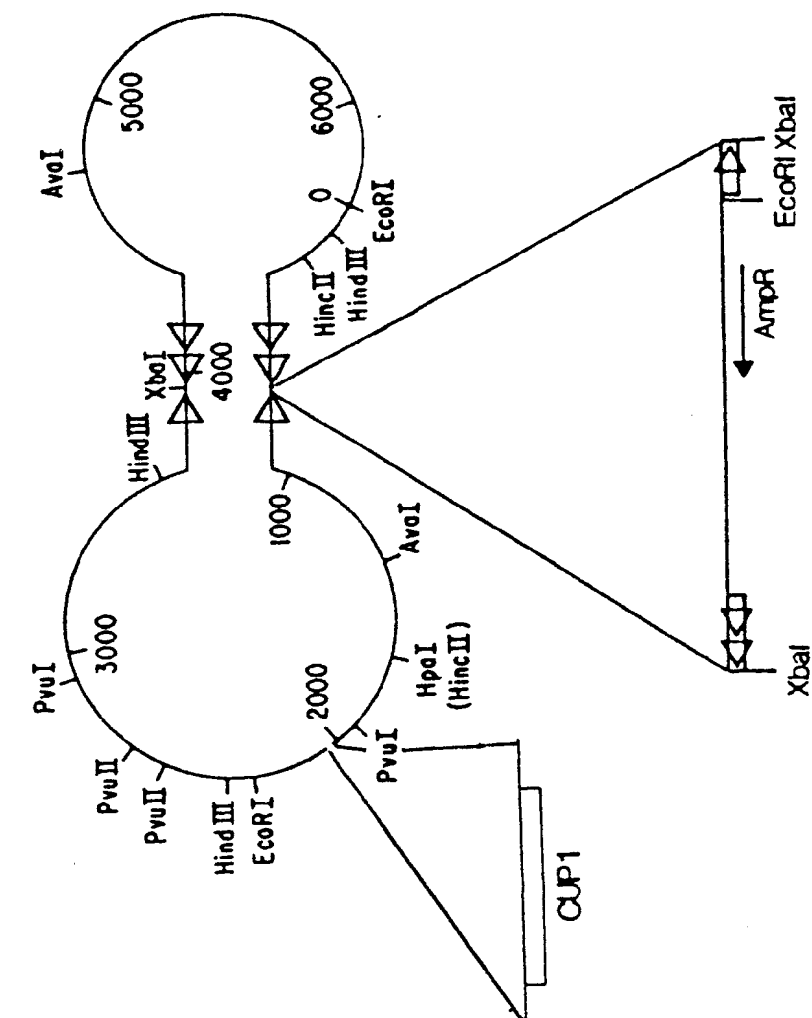 AvaI
5000
6000
0
EcoRI
HindIII
HincII
XbaI
4000
HindIII
1000
AvaI
HpaI
(HincII)
2000
PvuI
3000
PvuI
PvuII
PvuII
HindIII
EcoRI
CUP1
XbaI
EcoRI
AmpR
XbaI